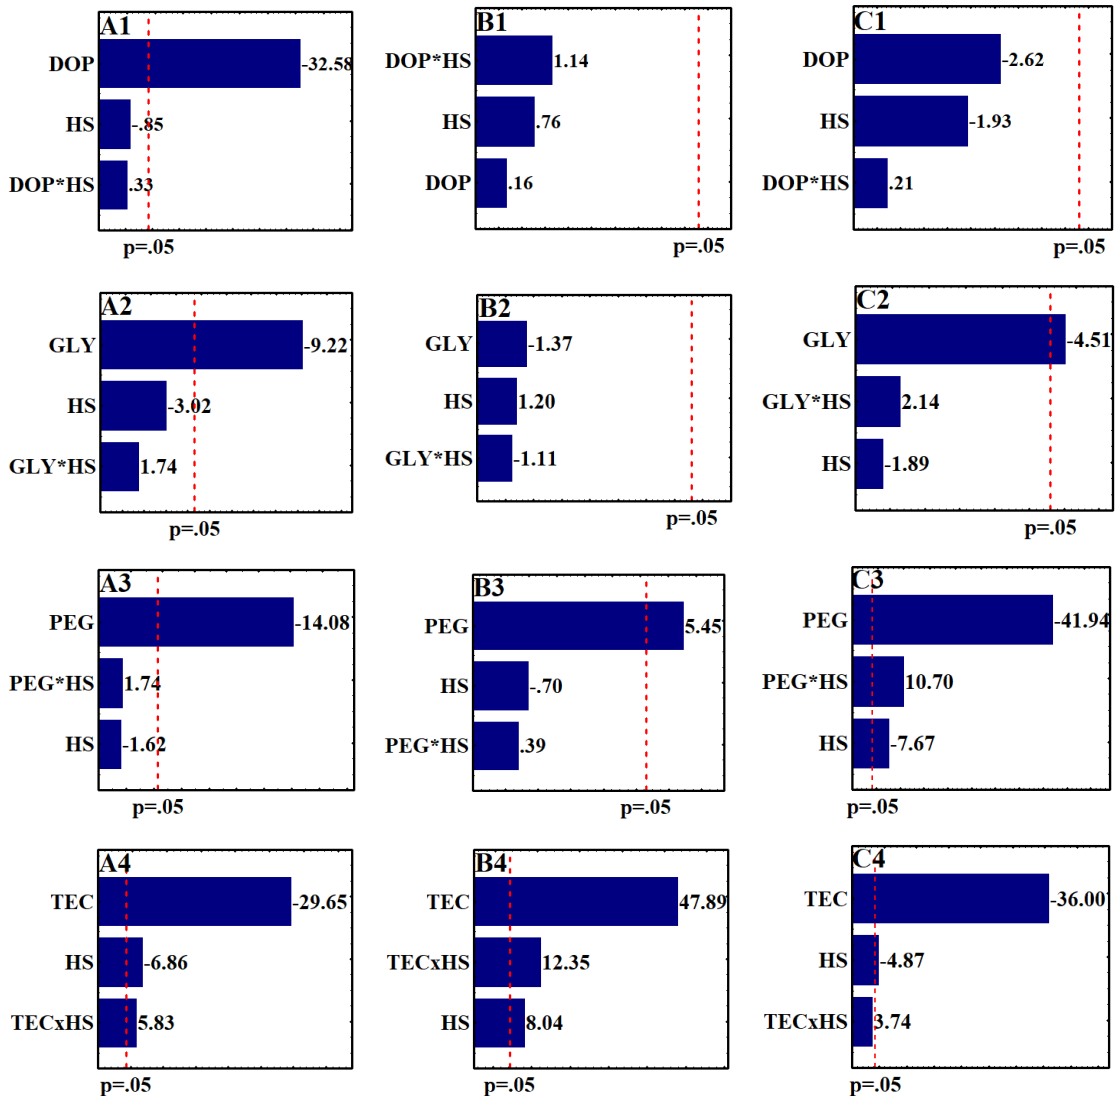 A1
DOP
-32.58
HS
-.85
DOP*HS
.33
p=.05
B1
DOP*HS
1.14
HS
.76
DOP
.16
p=.05
C1
DOP
-2.62
HS
-1.93
DOP*HS
.21
p=.05
A2
GLY
-9.22
HS
-3.02
GLY*HS
1.74
p=.05
B2
GLY
-1.37
HS
1.20
GLY*HS
-1.11
p=.05
C2
GLY
-4.51
GLY*HS
2.14
HS
-1.89
p=.05
A3
PEG
-14.08
PEG*HS
1.74
HS
-1.62
p=.05
B3
PEG
5.45
HS
-.70
PEG*HS
.39
p=.05
C3
PEG
-41.94
PEG*HS
10.70
HS
-7.67
p=.05
A4
TEC
-29.65
HS
-6.86
TECxHS
5.83
p=.05
B4
TEC
47.89
TECxHS
12.35
HS
8.04
p=.05
C4
TEC
-36.00
HS
-4.87
TECxHS
3.74
p=.05